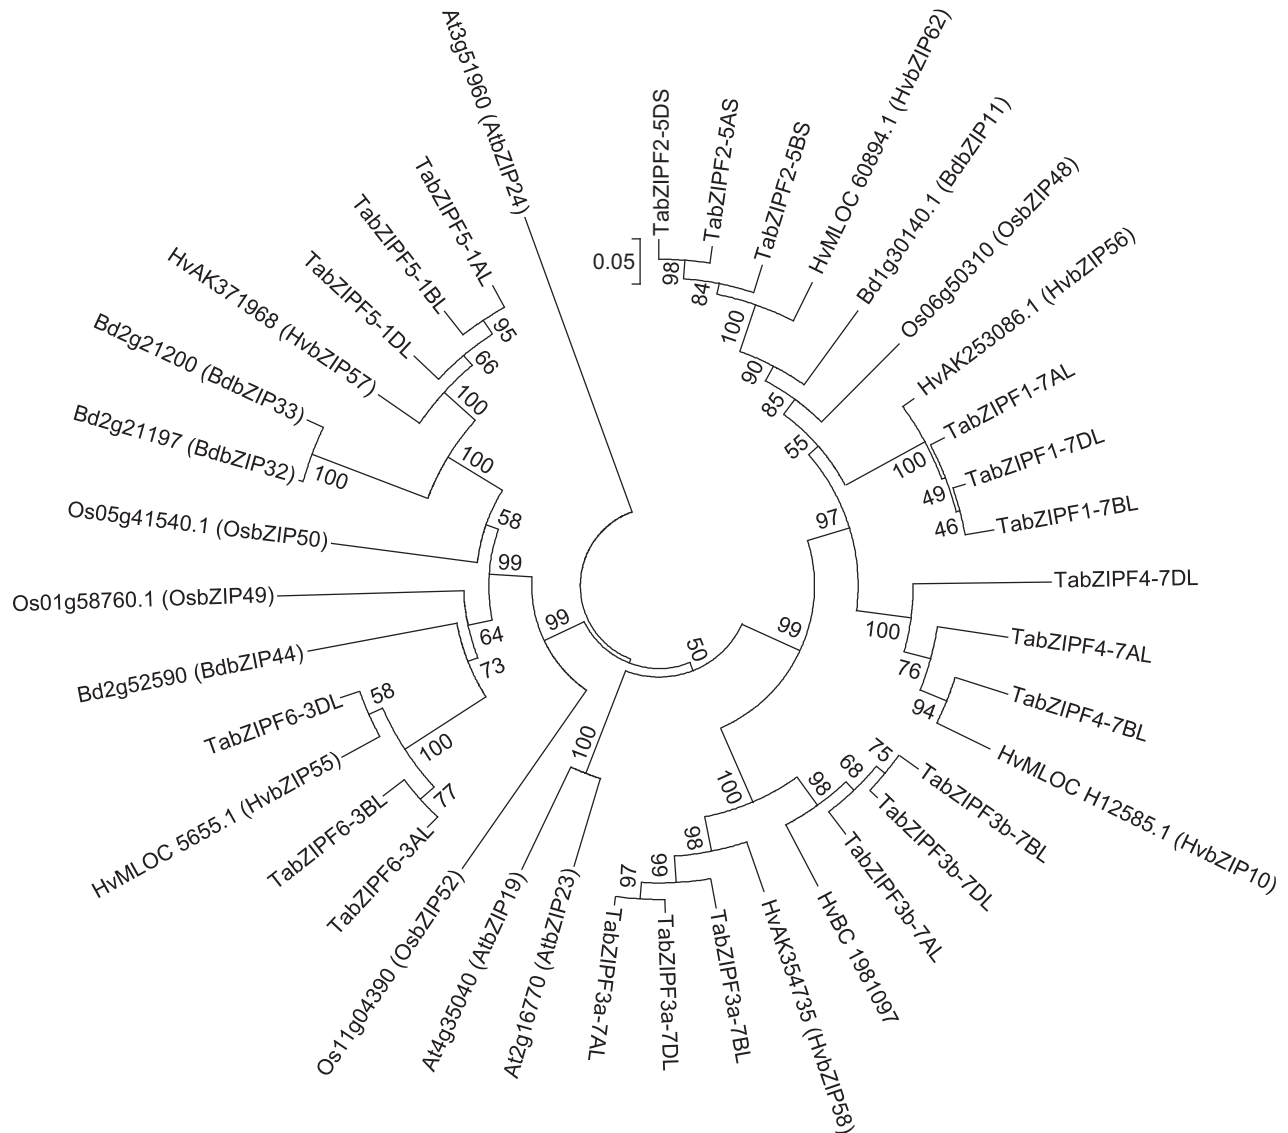 At3g51960 (AtbZIP24)
TabZIPF2-5DS
TabZIPF2-5AS
TabZIPF2-5BS
HvMLOC 60894.1 (HvbZIP62)
Bd1g30140.1 (BdbZIP11)
Os06g50310 (OsbZIP48)
HvAK253086.1 (HvbZIP56)
TabZIPF1-7AL
TabZIPF1-7DL
TabZIPF1-7BL
TabZIPF4-7DL
TabZIPF4-7AL
TabZIPF4-7BL
HvMLOC H12585.1 (HvbZIP10)
TabZIPF3b-7BL
TabZIPF3b-7DL
TabZIPF3b-7AL
HvBC 1981097
HvAK354735 (HvbZIP58)
TabZIPF3a-7BL
TabZIPF3a-7DL
TabZIPF3a-7AL
At2g16770 (AtbZIP23)
At4g35040 (AtbZIP19)
Os11g04390 (OsbZIP52)
TabZIPF6-3AL
TabZIPF6-3BL
HvMLOC 5655.1 (HvbZIP55)
TabZIPF6-3DL
Bd2g52590 (BdbZIP44)
Os01g58760.1 (OsbZIP49)
Os05g41540.1 (OsbZIP50)
Bd2g21197 (BdbZIP32)
Bd2g21200 (BdbZIP33)
HvAK371968 (HvbZIP57)
TabZIPF5-1DL
TabZIPF5-1BL
TabZIPF5-1AL
0.05
98
84
100
90
85
55
100
49
46
97
100
76
94
99
75
68
98
100
98
99
97
50
100
99
99
58
64
73
58
100
77
100
100
100
66
95